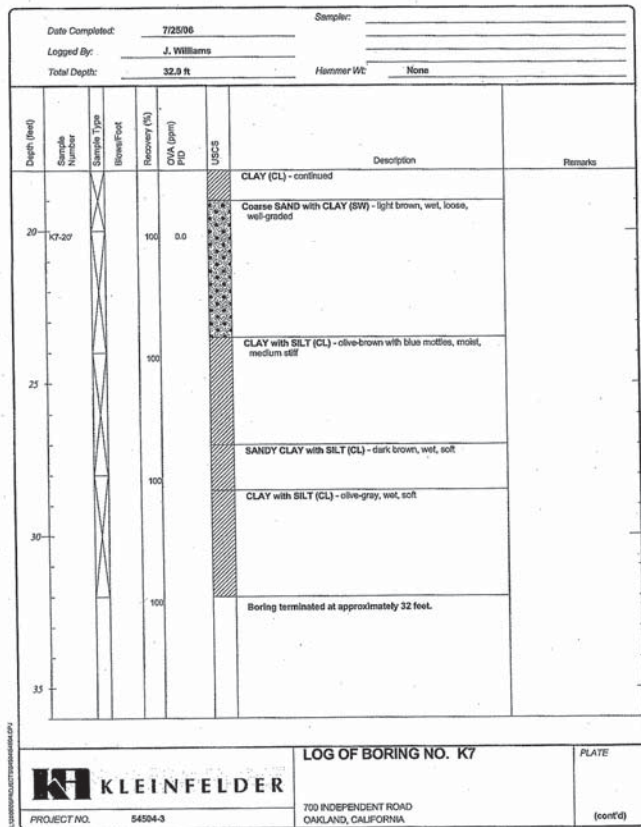 Date Completed: 7/25/06
Sampler:
Logged By: J. Williams
Total Depth: 32.0 ft
Hammer Wt: None
Depth (feet)
Sample Number
Sample Type
Blows/Foot
Recovery (%)
OVA (ppm) PID
USCS
Description
Remarks
CLAY (CL) - continued
Coarse SAND with CLAY (SW) - light brown, wet, loose,
well-graded
20
K7-20'
100
0.0
CLAY with SILT (CL) - olive-brown with blue mottles, moist,
medium stiff
100
25
SANDY CLAY with SILT (CL) - dark brown, wet, soft
100
CLAY with SILT (CL) - olive-gray, wet, soft
30
100
Boring terminated at approximately 32 feet.
35
KLEINFELDER
PROJECT NO. 54504-3
LOG OF BORING NO. K7
700 INDEPENDENT ROAD
OAKLAND, CALIFORNIA
PLATE
(cont'd)